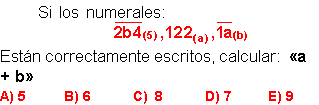 Si los numerales:
2b4(5) ,122(a) ,1a(b)
Están correctamente escritos, calcular: «a
+ b»
A) 5 B) 6 C) 8 D) 7 E) 9